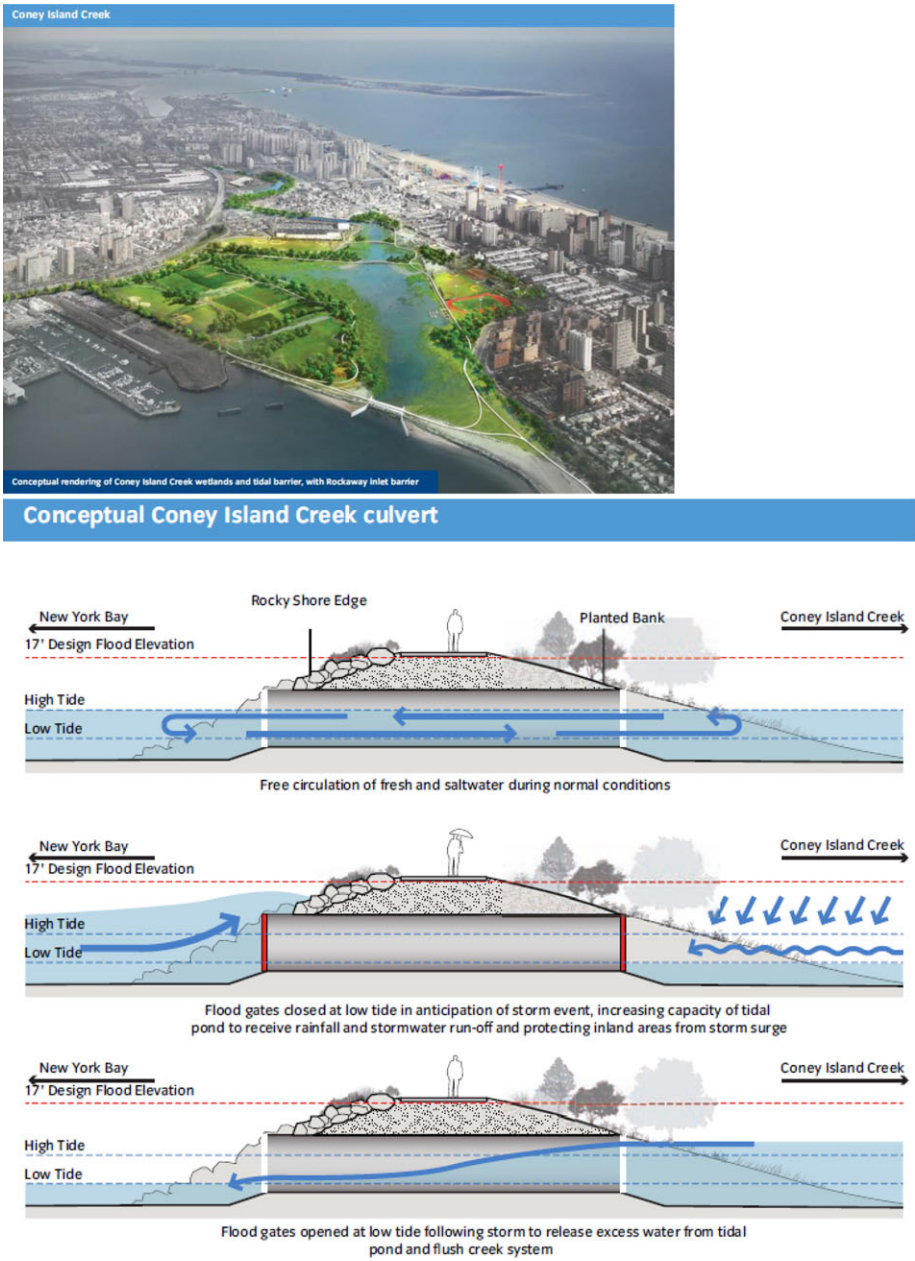 Coney Island Creek
Conceptual rendering of Coney Island Creek wetlands and tidal barrier, with Rockaway inlet barrier
Conceptual Coney Island Creek culvert
New York Bay
Rocky Shore Edge
Planted Bank
Coney Island Creek
17' Design Flood Elevation
High Tide
Low Tide
Free circulation of fresh and saltwater during normal conditions
New York Bay
Coney Island Creek
17' Design Flood Elevation
High Tide
Low Tide
Flood gates closed at low tide in anticipation of storm event, increasing capacity of tidal
pond to receive rainfall and stormwater run-off and protecting inland areas from storm surge
New York Bay
Coney Island Creek
17' Design Flood Elevation
High Tide
Low Tide
Flood gates opened at low tide following storm to release excess water from tidal
pond and flush creek system